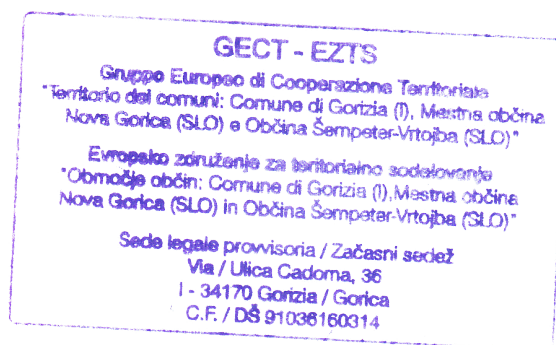 GECT - EZTS
Gruppo Europeo di Cooperazione Territoriale
"Territorio dei comuni: Comune di Gorizia (I), Mestna občina
Nova Gorica (SLO) e Občina Šempeter-Vrtojba (SLO)"
Evropsko združenje za teritorialno sodelovanje
"Območje občin: Comune di Gorizia (I),Mestna občina
Nova Gorica (SLO) in Občina Šempeter-Vrtojba (SLO)"
Sede legale provvisoria / Začasni sedež
Via / Ulica Cadorna, 36
I - 34170 Gorizia / Gorica
C.F. / DŠ 91036160314